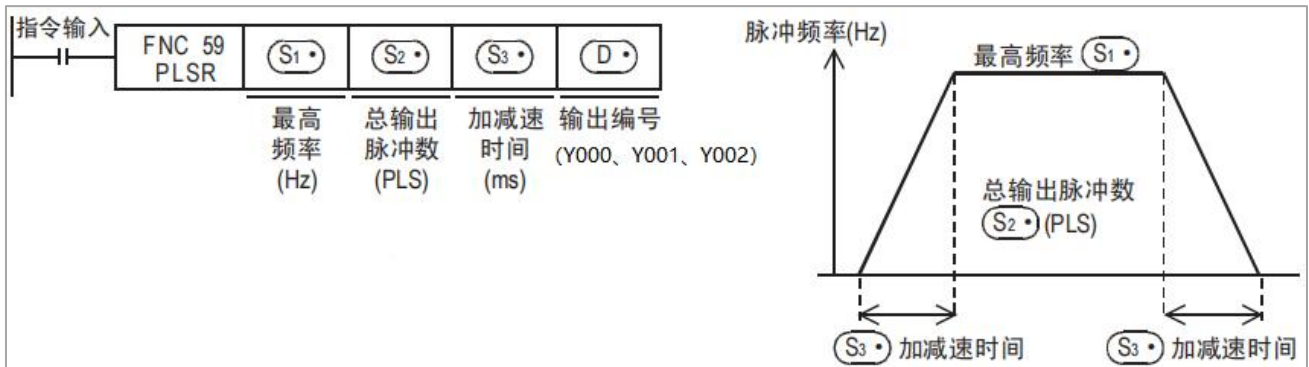 指令输入
FNC 59
PLSR
S1 •
S2 •
S3 •
D •
最高
频率
(Hz)
总输出
脉冲数
(PLS)
加减速
时间
(ms)
输出编号
(Y000、Y001、Y002)
脉冲频率(Hz)
最高频率 S1 •
总输出脉冲数
S2 • (PLS)
S3 • 加减速时间
S3 • 加减速时间